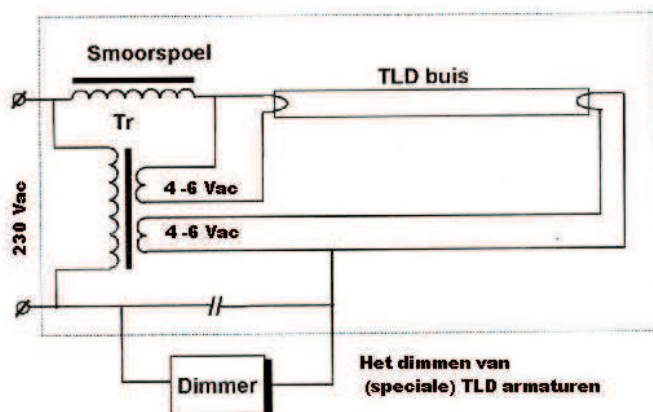 Smoorspoel
TLD buis
Tr
4 -6 Vac
230 Vac
4 -6 Vac
Dimmer
Het dimmen van
(speciale) TLD armaturen